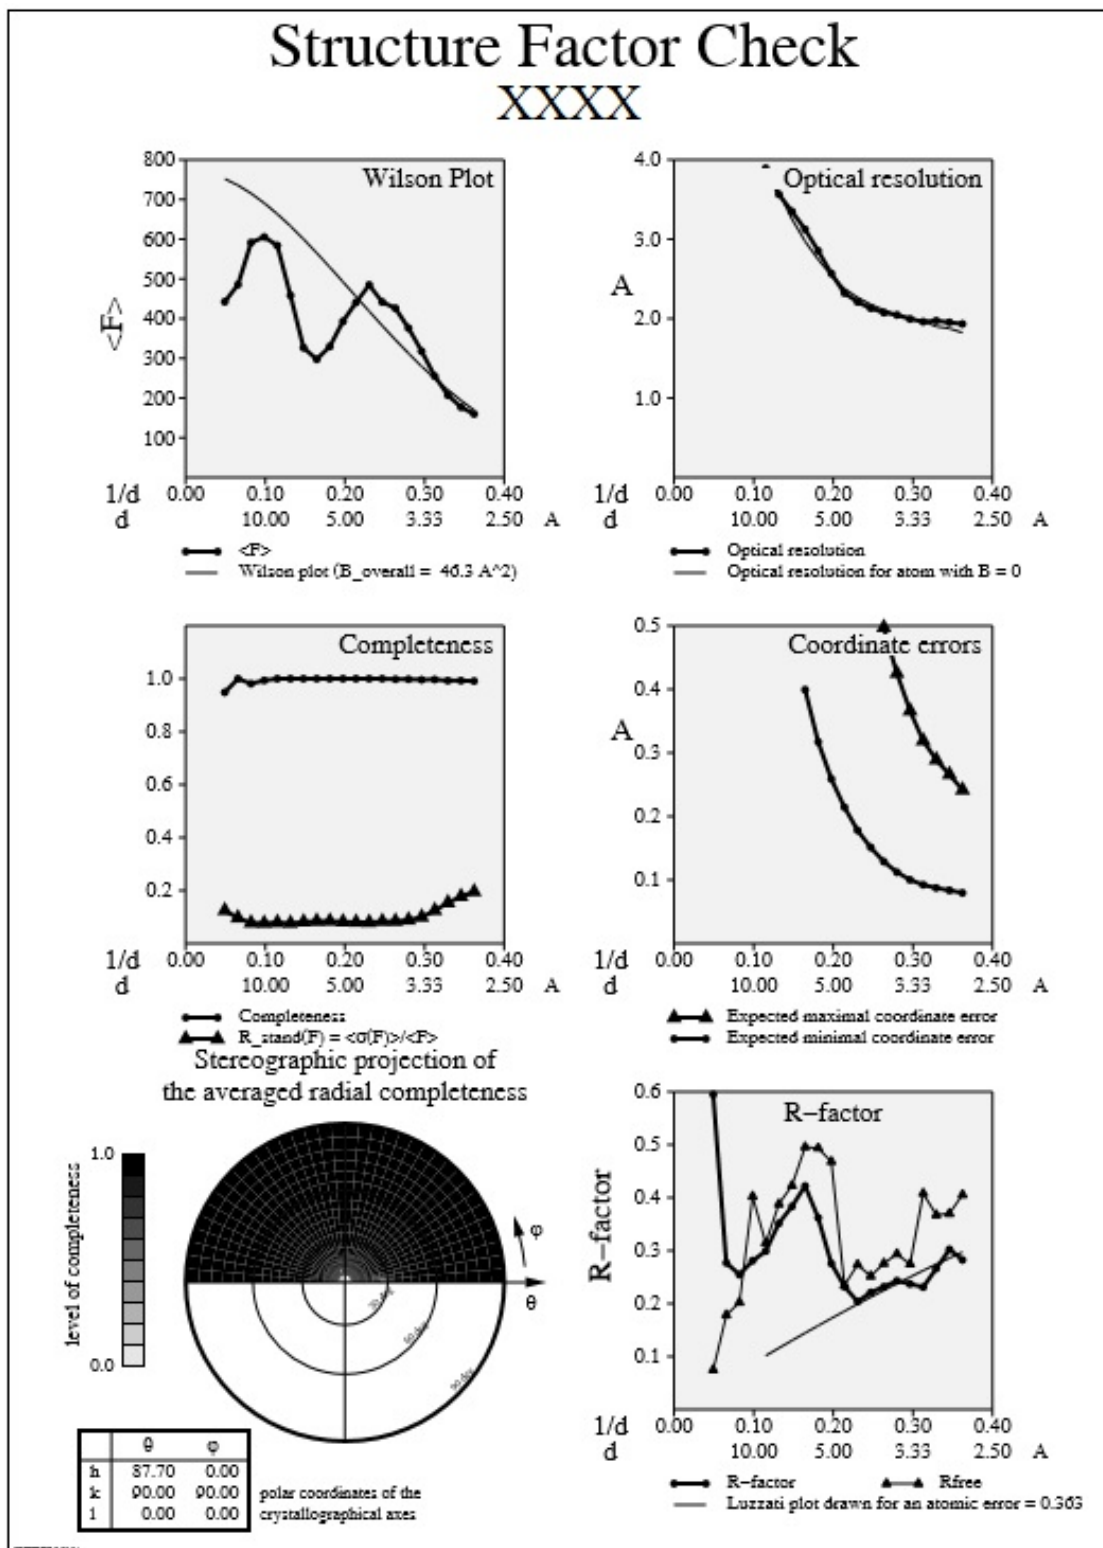 Structure Factor Check
XXXX
Wilson Plot
800
700
600
500
400
300
200
100
<F>
1/d 0.00 0.10 0.20 0.30 0.40
d 10.00 5.00 3.33 2.50 A
<F>
Wilson plot (B_overall = 46.3 A^2)
Optical resolution
4.0
3.0
A
2.0
1.0
1/d 0.00 0.10 0.20 0.30 0.40
d 10.00 5.00 3.33 2.50 A
Optical resolution
Optical resolution for atom with B = 0
Completeness
1.0
0.8
0.6
0.4
0.2
1/d 0.00 0.10 0.20 0.30 0.40
d 10.00 5.00 3.33 2.50 A
Completeness
R_stand(F) = <σ(F)>/<F>
Coordinate errors
0.5
0.4
A
0.3
0.2
0.1
1/d 0.00 0.10 0.20 0.30 0.40
d 10.00 5.00 3.33 2.50 A
Expected maximal coordinate error
Expected minimal coordinate error
Stereographic projection of
the averaged radial completeness
1.0
level of completeness
0.0
φ
θ
30 deg
60 deg
90 deg
θ φ
h 87.70 0.00
k 90.00 90.00
l 0.00 0.00
polar coordinates of the
crystallographical axes
R-factor
0.6
0.5
0.4
0.3
0.2
0.1
R-factor
1/d 0.00 0.10 0.20 0.30 0.40
d 10.00 5.00 3.33 2.50 A
R-factor Rfree
Luzzati plot drawn for an atomic error = 0.363